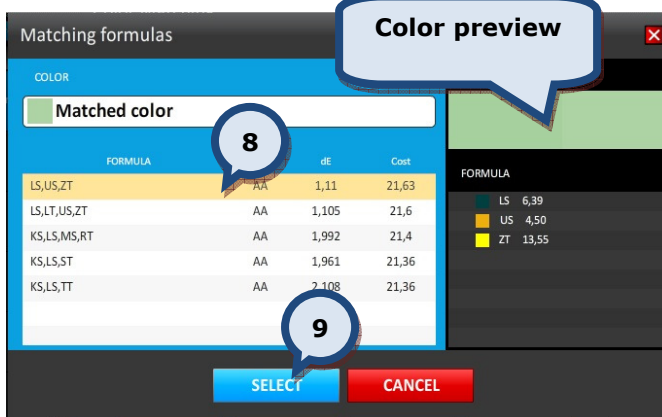 Matching formulas
Color preview
COLOR
Matched color
8
FORMULA dE Cost
LS,US,ZT AA 1,11 21,63
LS,LT,US,ZT AA 1,105 21,6
KS,LS,MS,RT AA 1,992 21,4
KS,LS,ST AA 1,961 21,36
KS,LS,TT AA 2,108 21,36
FORMULA
LS 6,39
US 4,50
ZT 13,55
9
SELECT CANCEL